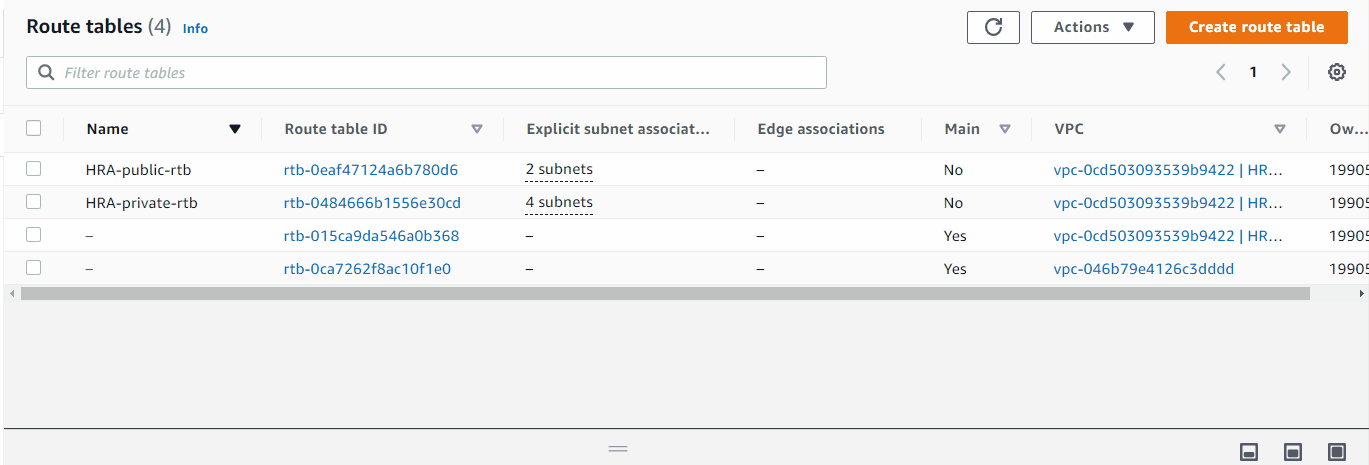 Route tables (4) Info
Actions ▼ Create route table
Filter route tables
1
Name Route table ID Explicit subnet associat... Edge associations Main VPC Ow...
HRA-public-rtb rtb-0eaf47124a6b780d6 2 subnets – No vpc-0cd503093539b9422 | HR... 19905
HRA-private-rtb rtb-0484666b1556e30cd 4 subnets – No vpc-0cd503093539b9422 | HR... 19905
– rtb-015ca9da546a0b368 – – Yes vpc-0cd503093539b9422 | HR... 19905
– rtb-0ca7262f8ac10f1e0 – – Yes vpc-046b79e4126c3dddd 19905